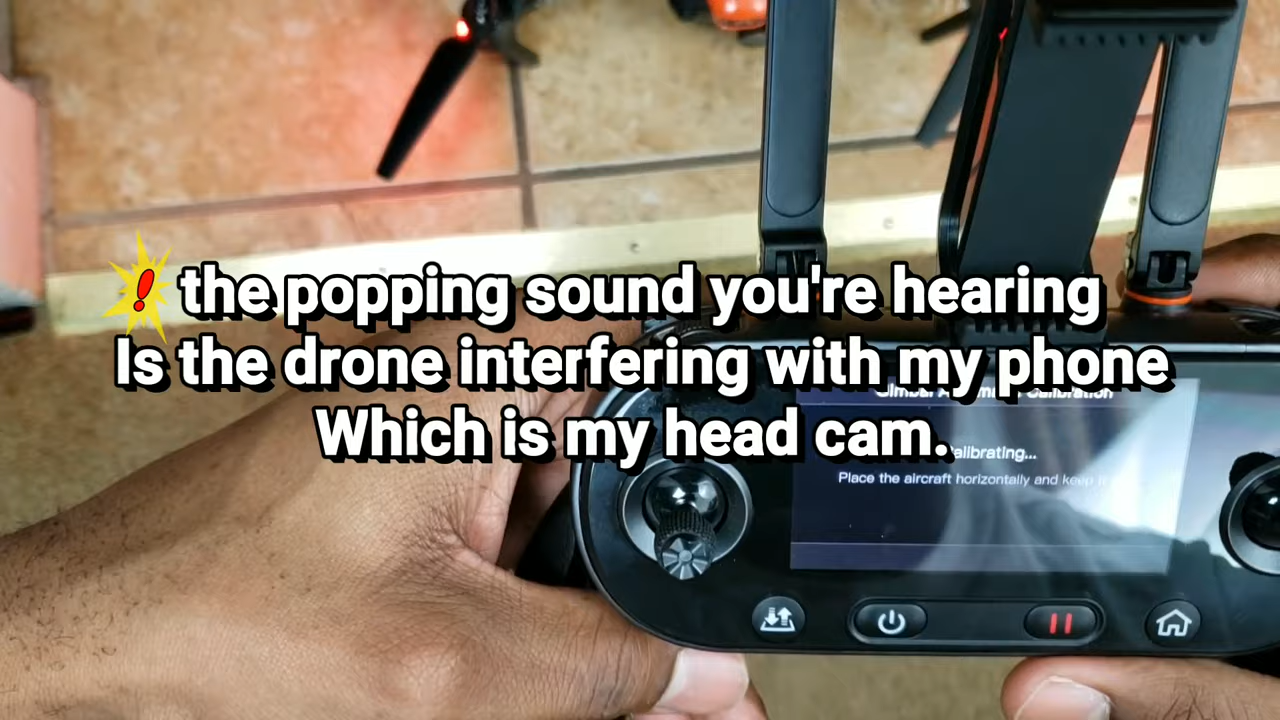 the popping sound you're hearing
Is the drone interfering with my phone
Which is my head cam.
Calibration
Calibrating...
Place the aircraft horizontally and keep